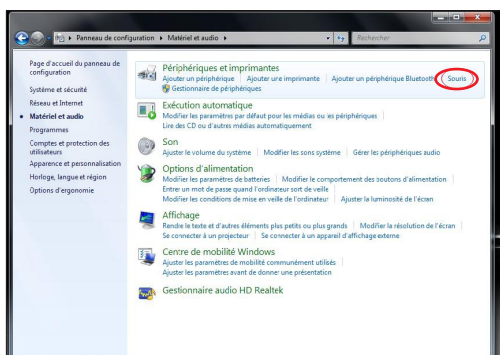 Panneau de configuration ▸ Matériel et audio ▸
Rechercher
Page d'accueil du panneau de
configuration
Système et sécurité
Réseau et Internet
Matériel et audio
Programmes
Comptes et protection des
utilisateurs
Apparence et personnalisation
Horloge, langue et région
Options d'ergonomie
Périphériques et imprimantes
Ajouter un périphérique | Ajouter une imprimante | Ajouter un périphérique Bluetooth | Souris
Gestionnaire de périphériques
Exécution automatique
Modifier les paramètres par défaut pour les médias ou les périphériques |
Lire des CD ou d'autres médias automatiquement
Son
Ajuster le volume du système | Modifier les sons système | Gérer les périphériques audio
Options d'alimentation
Modifier les paramètres de batteries | Modifier le comportement des boutons d'alimentation |
Entrer un mot de passe quand l'ordinateur sort de veille |
Modifier les conditions de mise en veille de l'ordinateur | Ajuster la luminosité de l'écran
Affichage
Rendre le texte et d'autres éléments plus petits ou plus grands | Modifier la résolution de l'écran |
Se connecter à un projecteur | Se connecter à un appareil d'affichage externe
Centre de mobilité Windows
Ajuster les paramètres de mobilité communément utilisés |
Ajuster les paramètres avant de donner une présentation
Gestionnaire audio HD Realtek